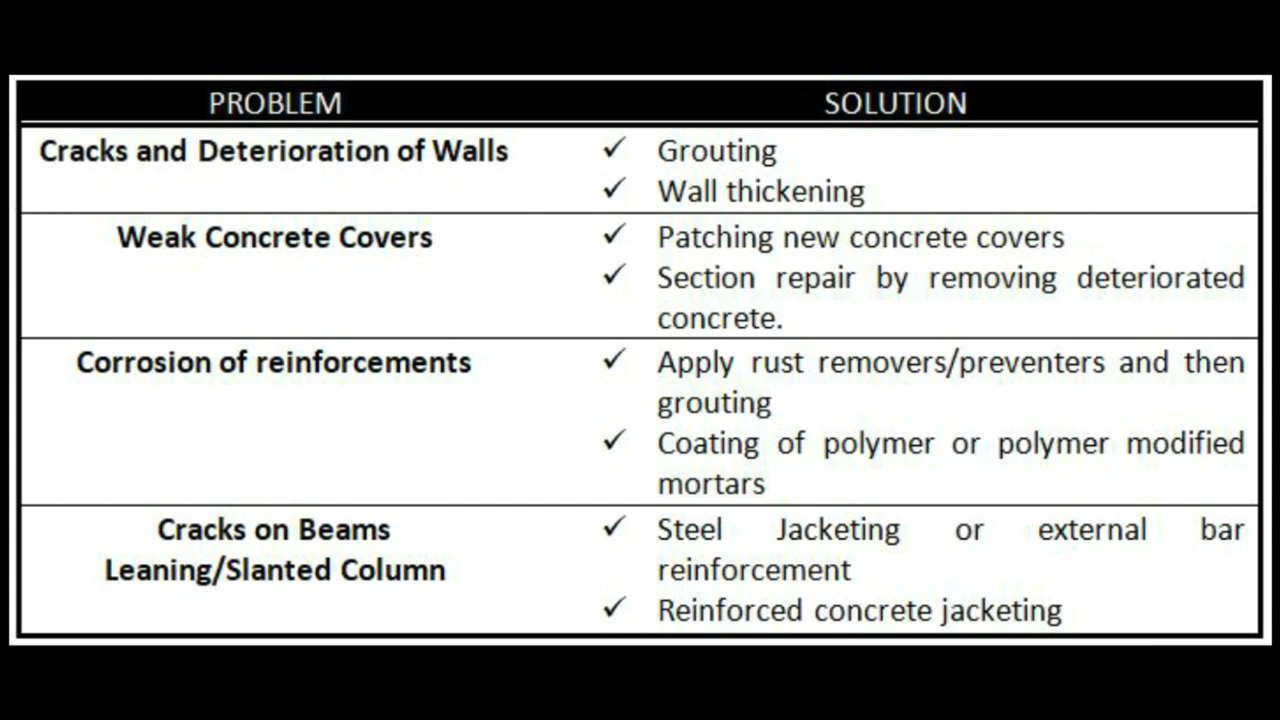 PROBLEM SOLUTION
Cracks and Deterioration of Walls ✓ Grouting
✓ Wall thickening
Weak Concrete Covers ✓ Patching new concrete covers
✓ Section repair by removing deteriorated
concrete.
Corrosion of reinforcements ✓ Apply rust removers/preventers and then
grouting
✓ Coating of polymer or polymer modified
mortars
Cracks on Beams ✓ Steel Jacketing or external bar
Leaning/Slanted Column reinforcement
✓ Reinforced concrete jacketing